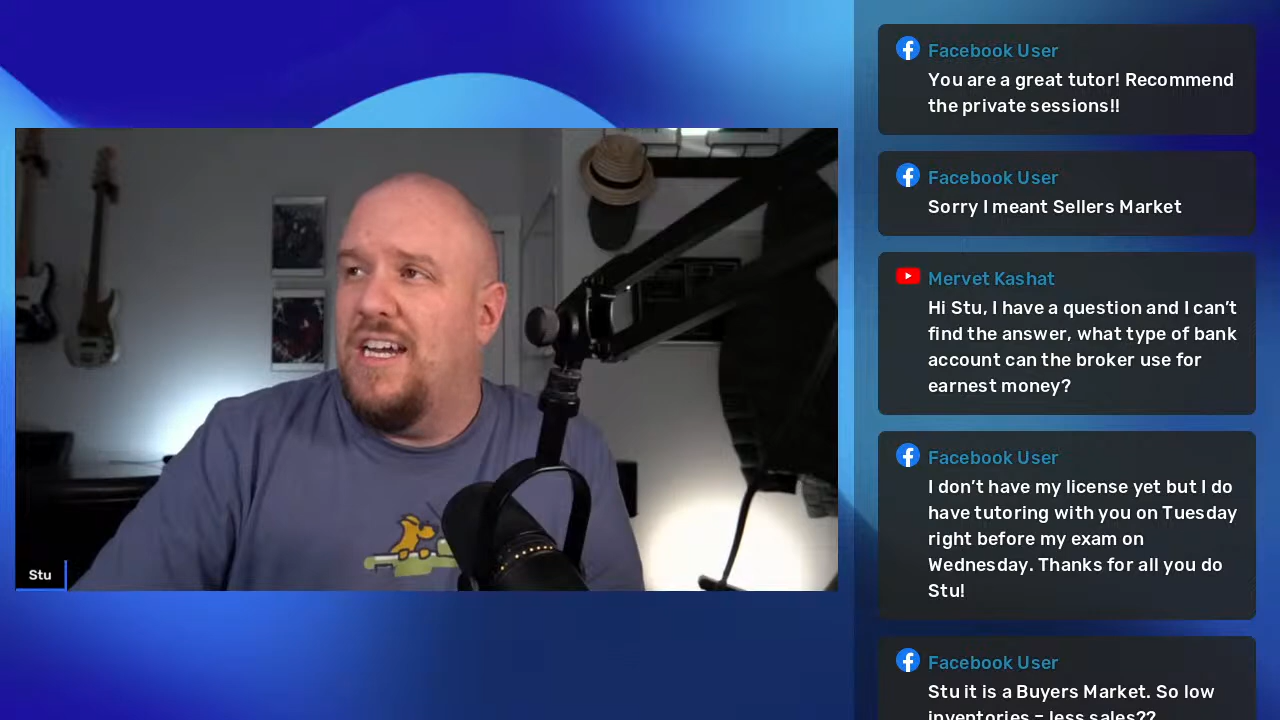 Facebook User
You are a great tutor! Recommend
the private sessions!!
Facebook User
Sorry I meant Sellers Market
Mervet Kashat
Hi Stu, I have a question and I can't
find the answer, what type of bank
account can the broker use for
earnest money?
Facebook User
I don't have my license yet but I do
have tutoring with you on Tuesday
right before my exam on
Wednesday. Thanks for all you do
Stu!
Facebook User
Stu it is a Buyers Market. So low
inventories = less sales??
Stu